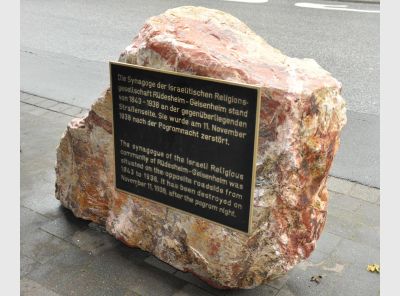 Die Synagoge der Israelitischen Religions-
gesellschaft Rüdesheim-Geisenheim stand
von 1843 - 1938 an der gegenüberliegenden
Straßenseite. Sie wurde am 11. November
1938 nach der Pogromnacht zerstört.
The synagogue of the Israeli Religious
community of Rüdesheim-Geisenheim was
situated on the opposite roadside from
1843 to 1938. It has been destroyed on
November 11, 1938, after the pogrom night.